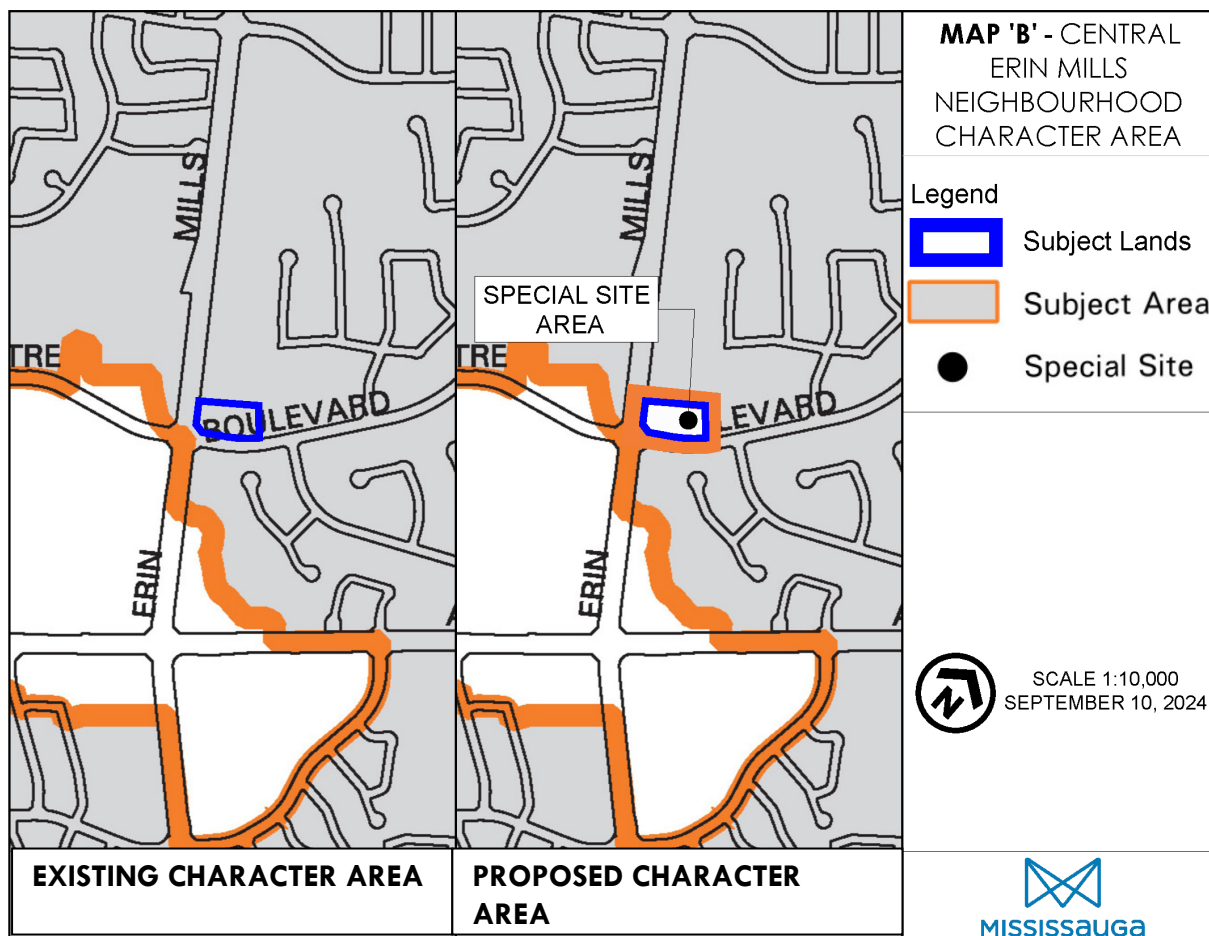 MAP 'B' - CENTRAL
ERIN MILLS
NEIGHBOURHOOD
CHARACTER AREA
Legend
Subject Lands
Subject Area
Special Site
N
SCALE 1:10,000
SEPTEMBER 10, 2024
MILLS
TRE
BOULEVARD
ERIN
EXISTING CHARACTER AREA
MILLS
SPECIAL SITE
AREA
TRE
LEVARD
ERIN
PROPOSED CHARACTER
AREA
MISSISSauGa